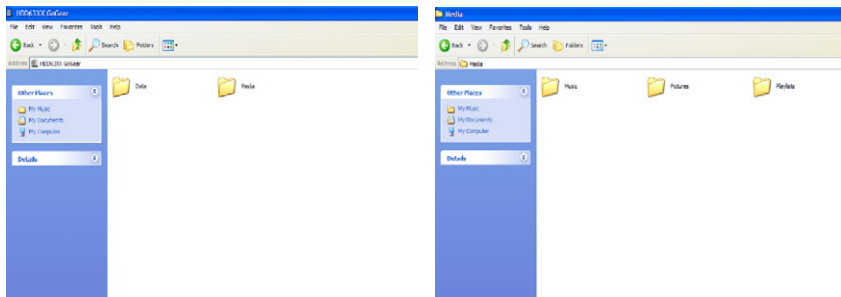 HDD63XX GoGear
File Edit View Favorites Tools Help
Back Search Folders
Address HDD63XX GoGear
Other Places
My Music
My Documents
My Computer
Details
Data
Media
Media
File Edit View Favorites Tools Help
Back Search Folders
Address Media
Other Places
My Music
My Documents
My Computer
Details
Music
Pictures
Playlists